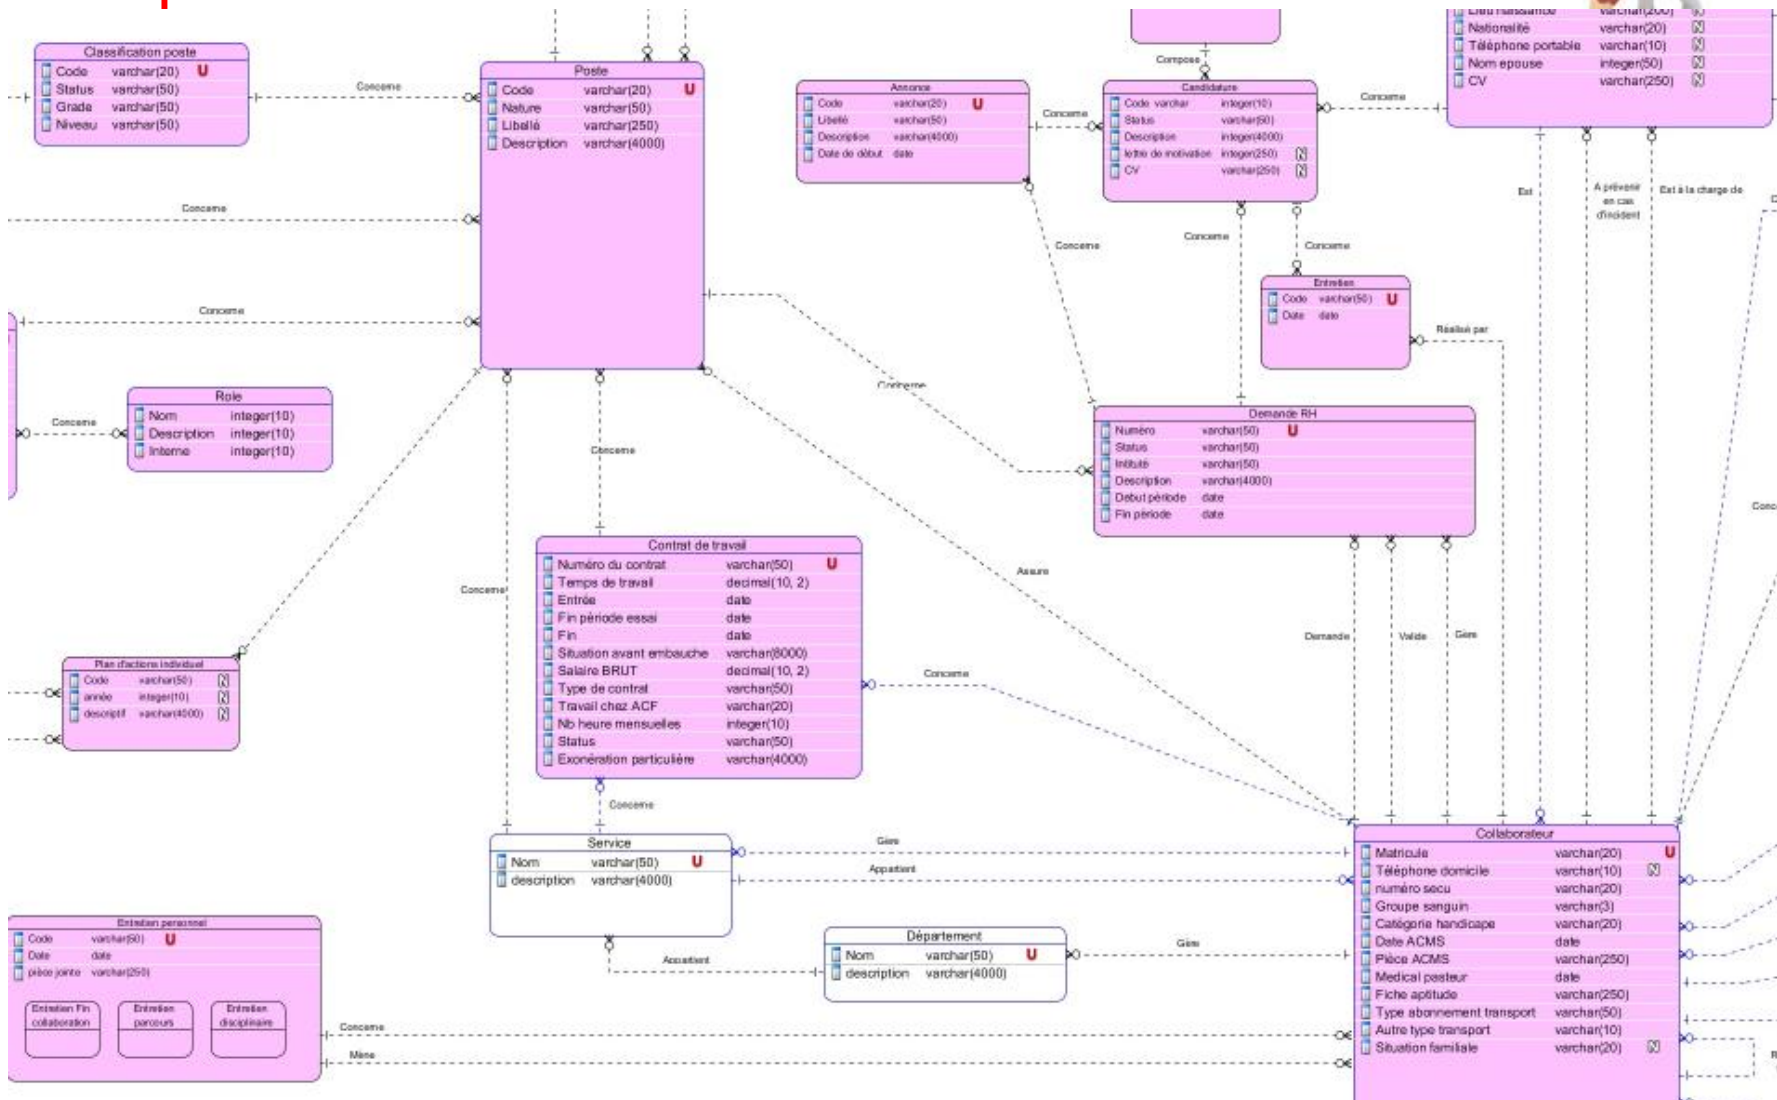 Classification poste
Code varchar(20) U
Status varchar(50)
Grade varchar(50)
Niveau varchar(50)
Concerne
Poste
Code varchar(20) U
Nature varchar(50)
Libellé varchar(250)
Description varchar(4000)
Annonce
Code varchar(20) U
Libellé varchar(50)
Description varchar(4000)
Date de début date
Concerne
Compose
Candidature
Code varchar integer(10)
Status varchar(50)
Description integer(4000)
lettre de motivation integer(250) N
CV varchar(250) N
Concerne
Lieu naissance varchar(200)
Nationalité varchar(20) N
Téléphone portable varchar(10) N
Nom epouse integer(50) N
CV varchar(250) N
Est
A prévenir
en cas
d'incident
Est à la charge de
Concerne
Concerne
Concerne
Concerne
Concerne
Entretien
Code varchar(50) U
Date date
Réalisé par
Concerne
Concerne
Role
Nom integer(10)
Description integer(10)
Interne integer(10)
Concerne
Demande RH
Numéro varchar(50) U
Status varchar(50)
Intitulé varchar(50)
Description varchar(4000)
Debut période date
Fin période date
Conc
Concerne
Contrat de travail
Numéro du contrat varchar(50) U
Temps de travail decimal(10, 2)
Entrée date
Fin période essai date
Fin date
Situation avant embauche varchar(8000)
Salaire BRUT decimal(10, 2)
Type de contrat varchar(50)
Travail chez ACF varchar(20)
Nb heure mensuelles integer(10)
Status varchar(50)
Exonération particulière varchar(4000)
Concerne
Assure
Demande
Valide
Gère
Concerne
Plan d'actions individuel
Code varchar(50) N
année integer(10) N
descriptif varchar(4000) N
Concerne
Service
Nom varchar(50) U
description varchar(4000)
Gère
Appartient
Collaborateur
Matricule varchar(20) U
Téléphone domicile varchar(10) N
numéro secu varchar(20)
Groupe sanguin varchar(3)
Catégorie handicape varchar(20)
Date ACMS date
Pièce ACMS varchar(250)
Medical pasteur date
Fiche aptitude varchar(250)
Type abonnement transport varchar(50)
Autre type transport varchar(10)
Situation familiale varchar(20) N
Département
Nom varchar(50) U
description varchar(4000)
Gère
Appartient
Entretien personnel
Code varchar(50) U
Date date
pièce jointe varchar(250)
Entretien Fin
collaboration
Entretien
parcours
Entretien
disciplinaire
Concerne
Mène